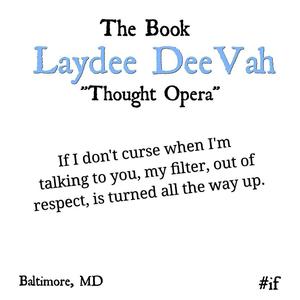 The Book
Laydee DeeVah
"Thought Opera"
If I don't curse when I'm
talking to you, my filter, out of
respect, is turned all the way up.
Baltimore, MD
#if